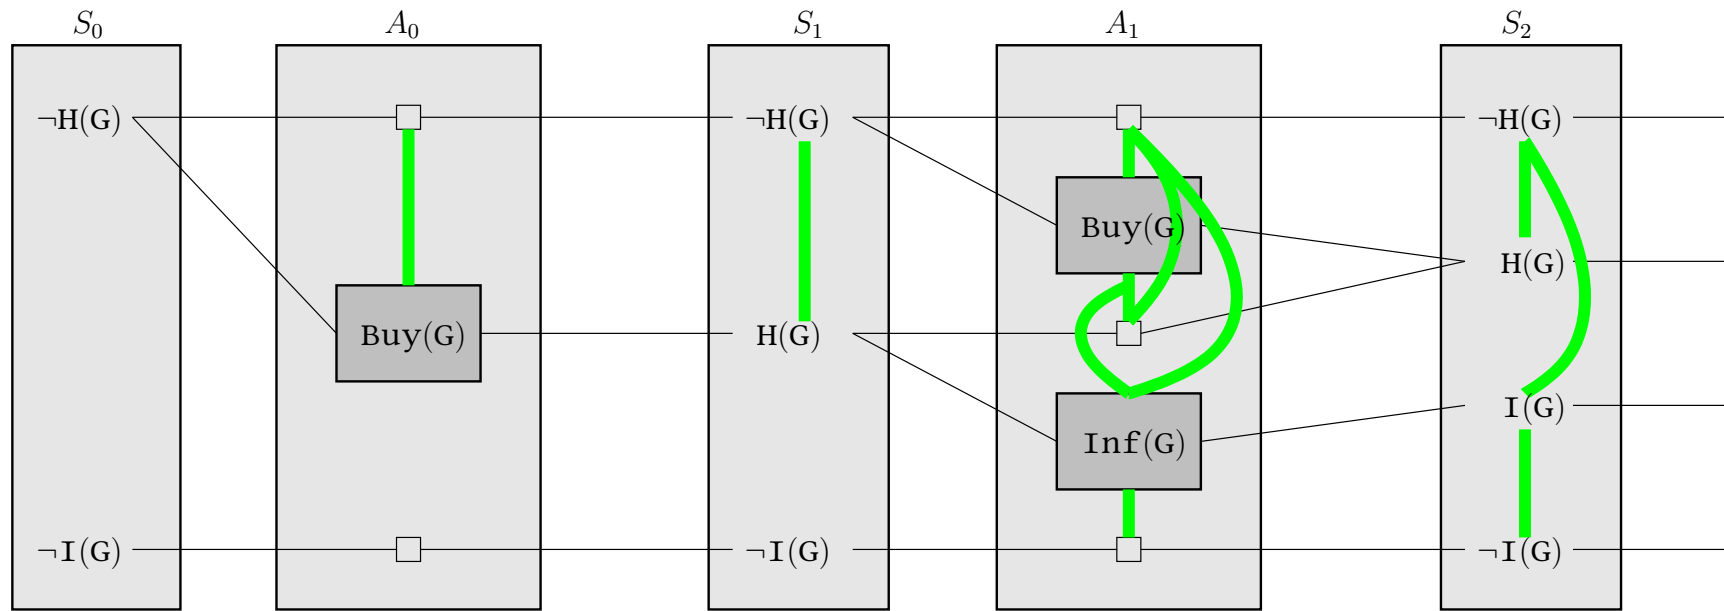 S₀ A₀ S₁ A₁ S₂
¬H(G) ¬H(G) ¬H(G)
Buy(G)
H(G)
Buy(G) H(G)
I(G)
Inf(G)
¬I(G) ¬I(G) ¬I(G)